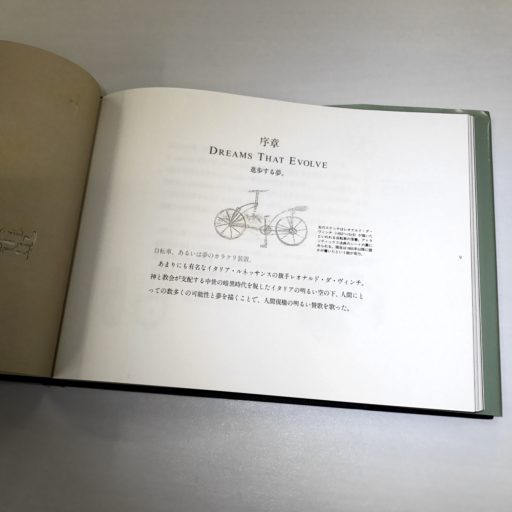 序章
DREAMS THAT EVOLVE
進歩する夢。
自転車、あるいは夢のカラクリ装置。
あまりにも有名なイタリア・ルネッサンスの旗手レオナルド・ダ・ヴィンチ。
神と教会が支配する中世の暗黒時代を脱したイタリアの明るい空の下、人間にと
っての数多くの可能性と夢を描くことで、人間復権の明るい賛歌を歌った。